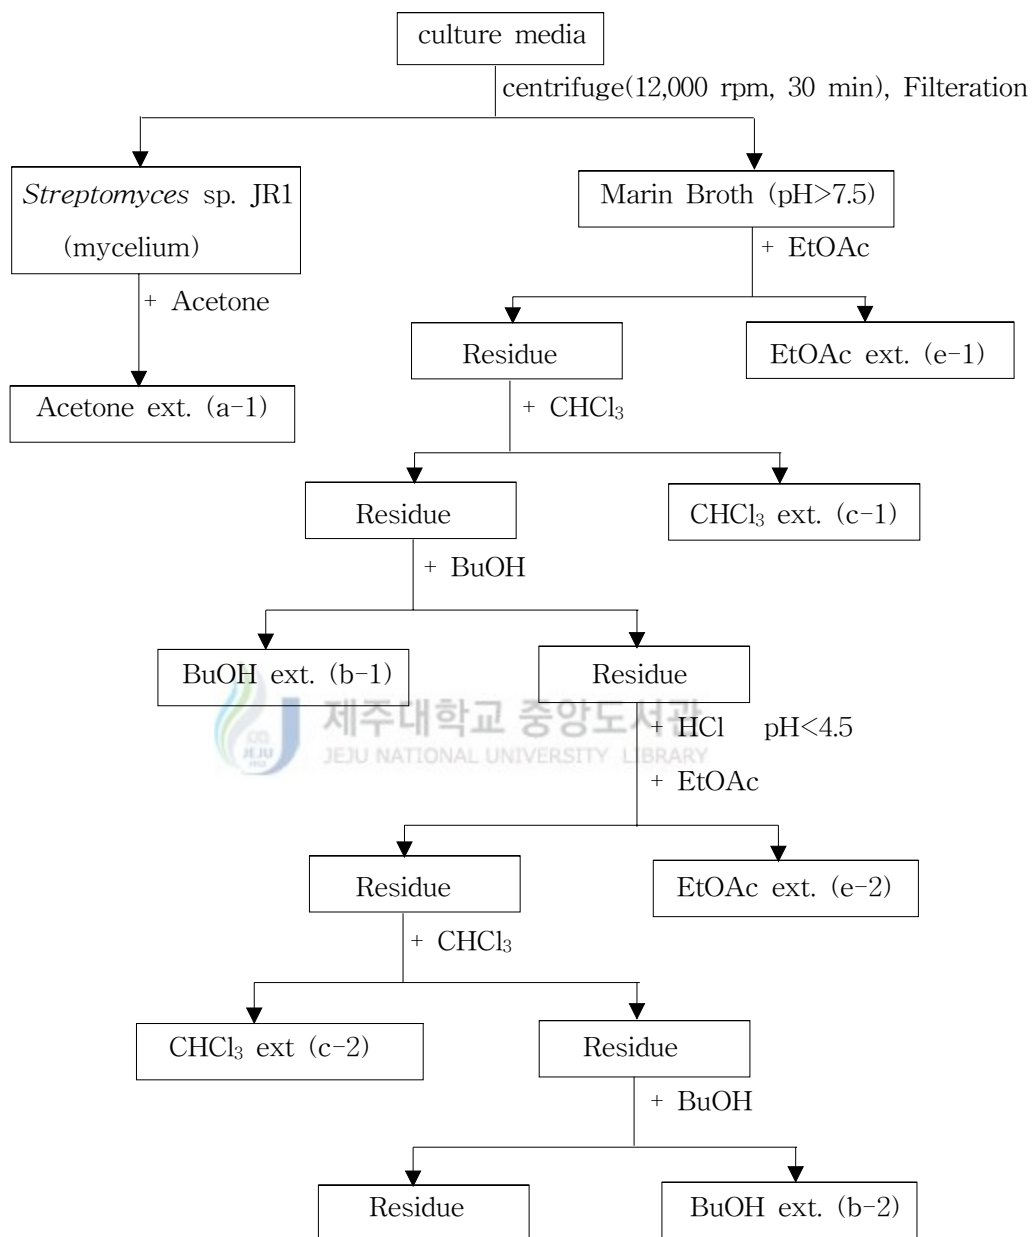 culture media
centrifuge(12,000 rpm, 30 min), Filteration
Streptomyces sp. JR1
(mycelium)
Marin Broth (pH>7.5)
+ EtOAc
+ Acetone
Residue
EtOAc ext. (e-1)
Acetone ext. (a-1)
+ CHCl₃
Residue
CHCl₃ ext. (c-1)
+ BuOH
BuOH ext. (b-1)
Residue
제주대학교 중앙도서관
JEJU NATIONAL UNIVERSITY LIBRARY
JEJU
1952
+ HCl pH<4.5
+ EtOAc
Residue
EtOAc ext. (e-2)
+ CHCl₃
CHCl₃ ext (c-2)
Residue
+ BuOH
Residue
BuOH ext. (b-2)